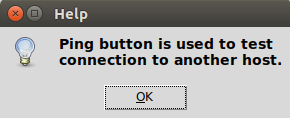 Help
Ping button is used to test
connection to another host.
OK